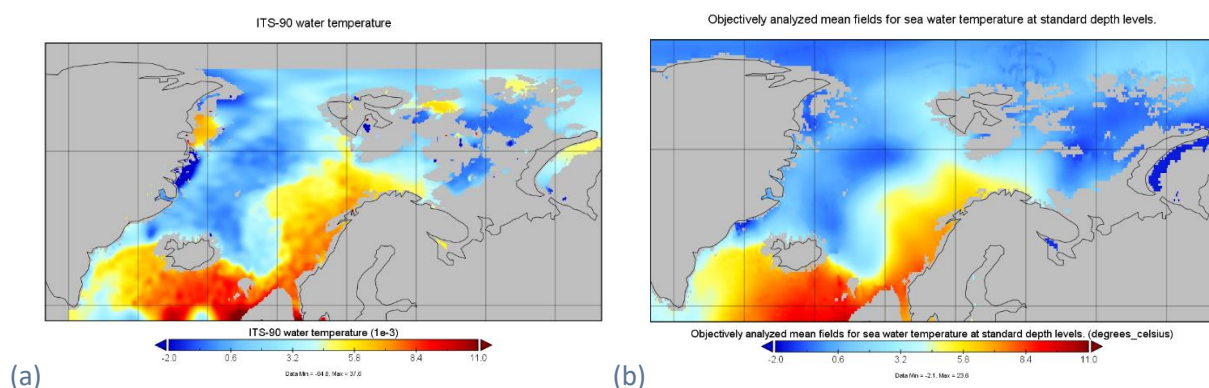 ITS-90 water temperature
ITS-90 water temperature (1e-3)
-2.0 0.6 3.2 5.8 8.4 11.0
Data Min = -64.8, Max = 37.6
(a)
Objectively analyzed mean fields for sea water temperature at standard depth levels.
Objectively analyzed mean fields for sea water temperature at standard depth levels. (degrees_celsius)
-2.0 0.6 3.2 5.8 8.4 11.0
Data Min = -2.1, Max = 23.6
(b)